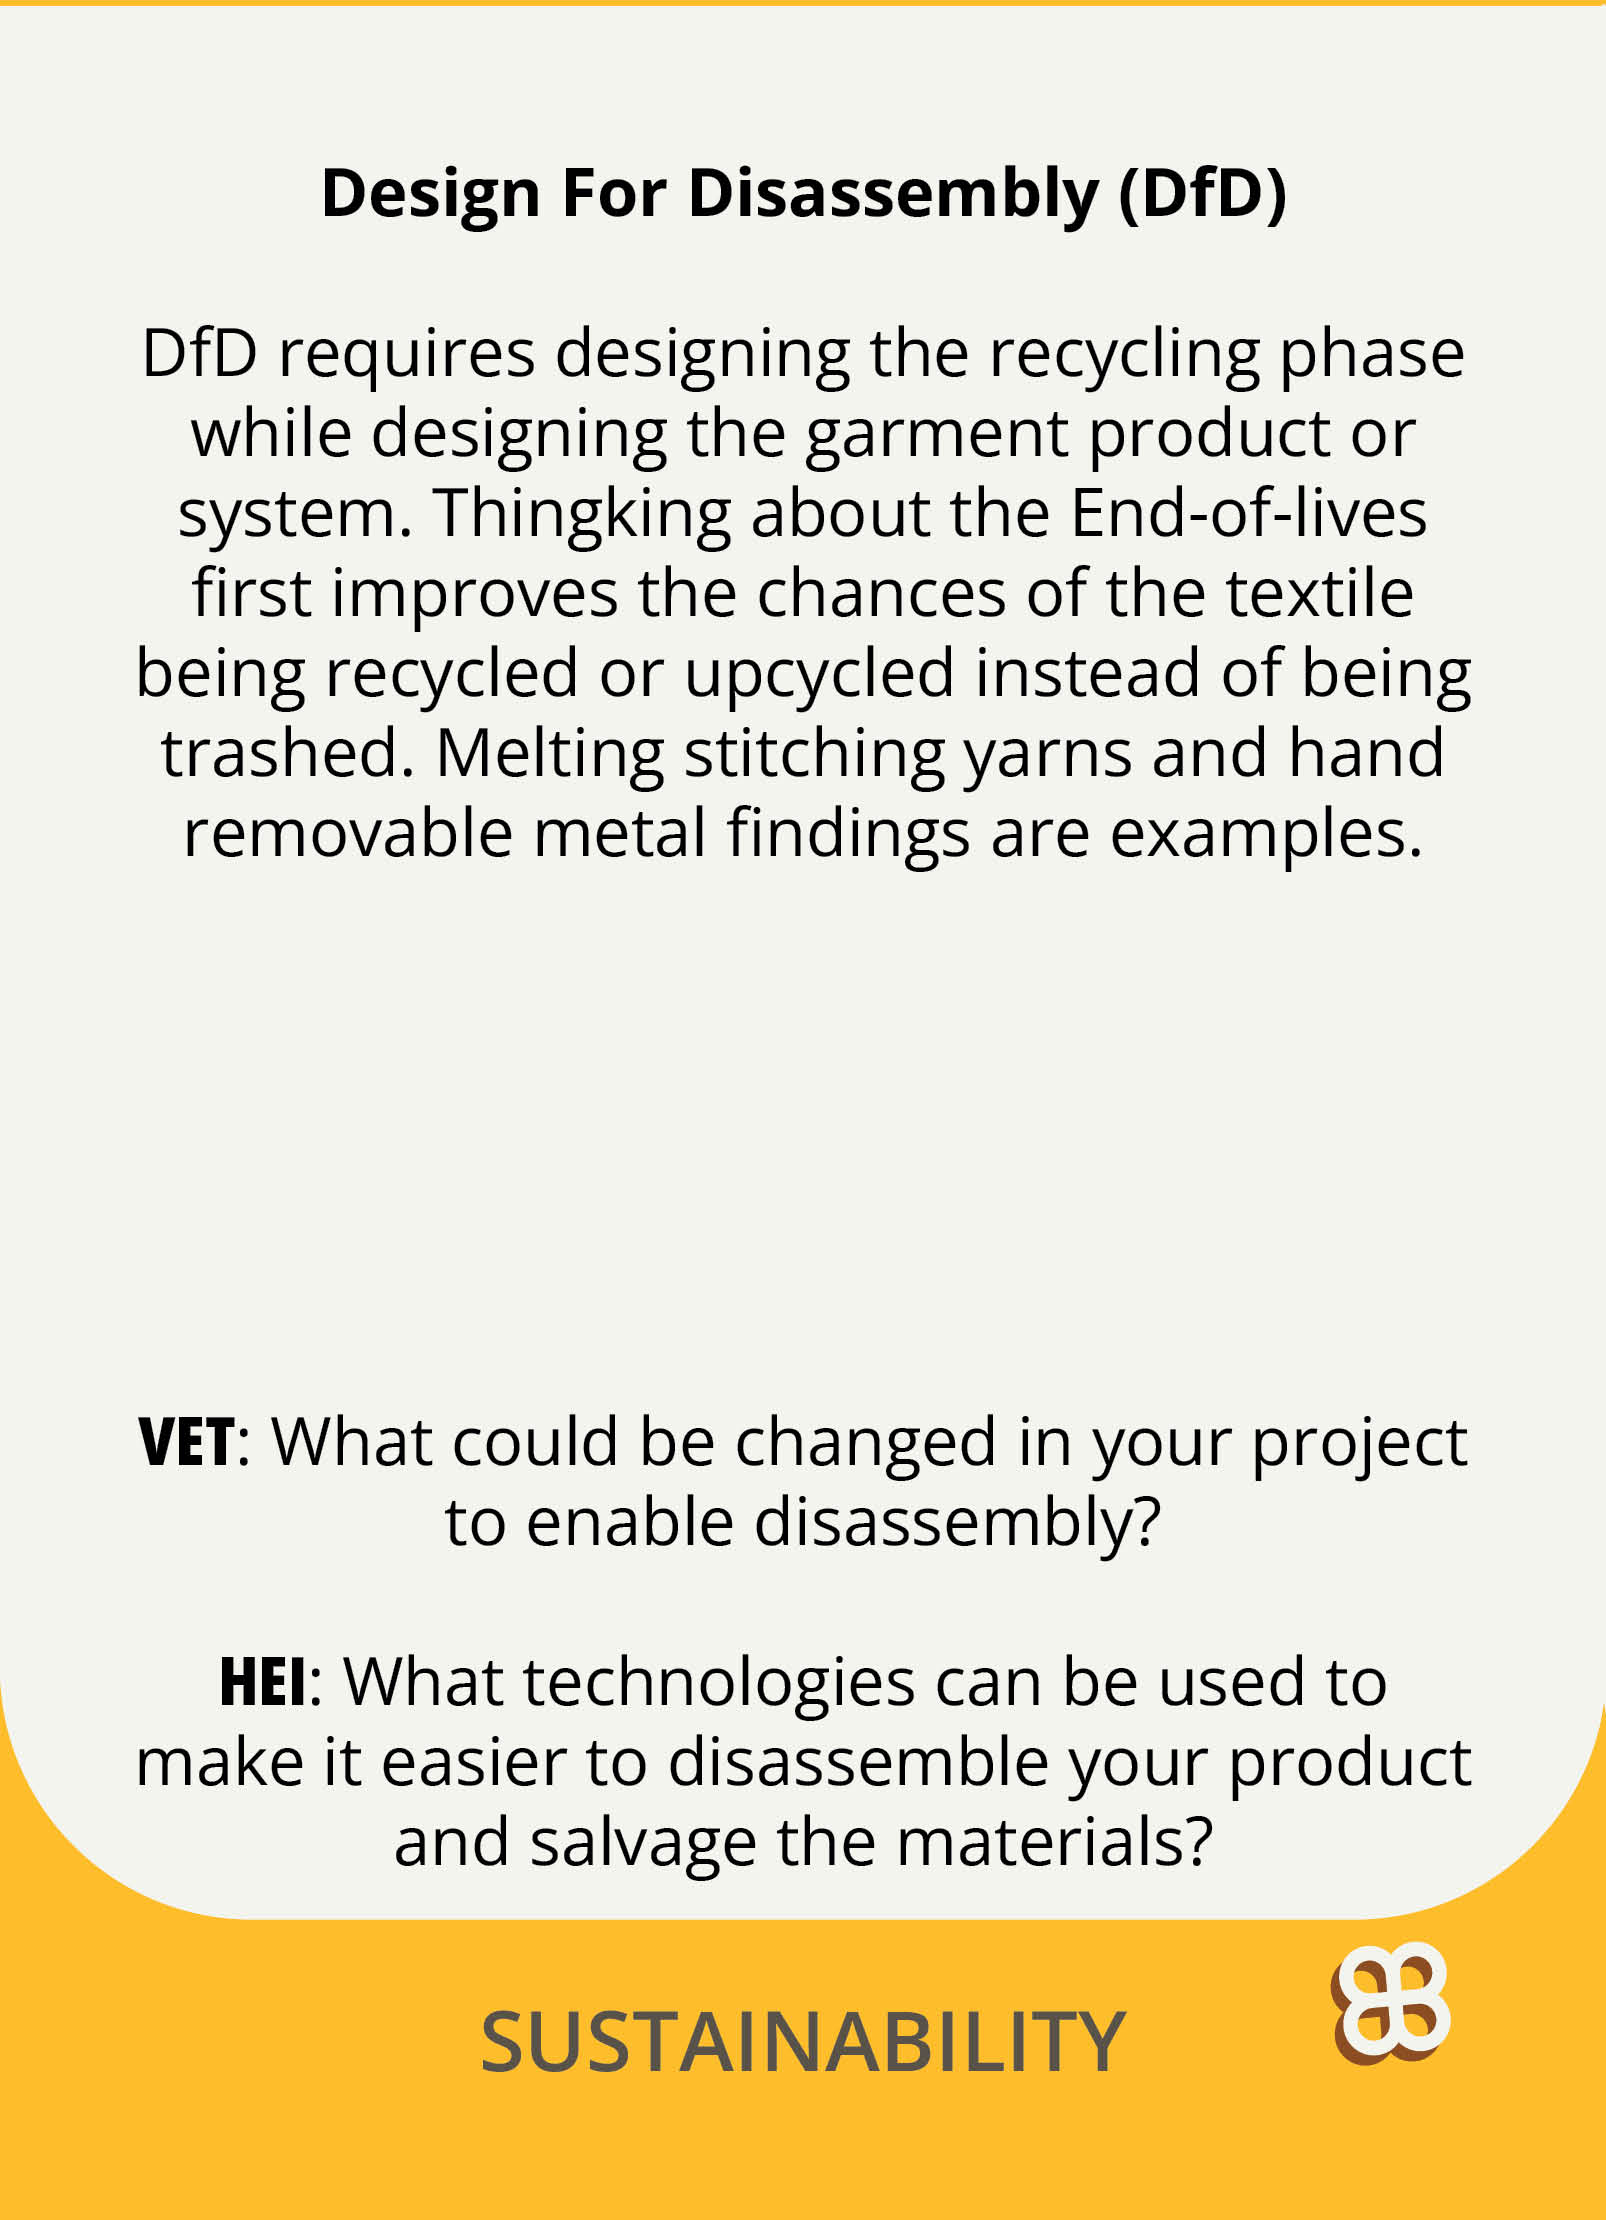 Design For Disassembly (DfD)
DfD requires designing the recycling phase
while designing the garment product or
system. Thingking about the End-of-lives
first improves the chances of the textile
being recycled or upcycled instead of being
trashed. Melting stitching yarns and hand
removable metal findings are examples.
VET: What could be changed in your project
to enable disassembly?
HEI: What technologies can be used to
make it easier to disassemble your product
and salvage the materials?
SUSTAINABILITY